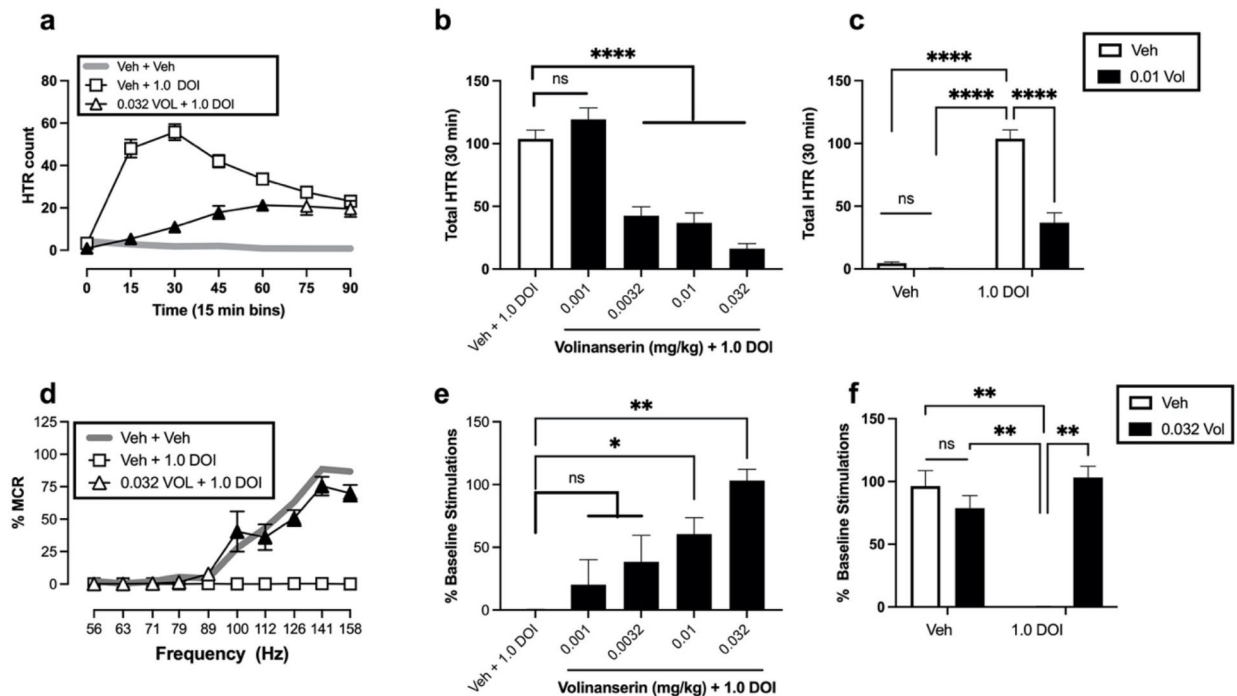 a
Veh + Veh
Veh + 1.0 DOI
0.032 VOL + 1.0 DOI
HTR count
80
60
40
20
0
0 15 30 45 60 75 90
Time (15 min bins)
b
****
ns
Total HTR (30 min)
150
100
50
0
Veh + 1.0 DOI
0.001
0.0032
0.01
0.032
Volinanserin (mg/kg) + 1.0 DOI
c
Veh
0.01 Vol
****
**** ****
ns
Total HTR (30 min)
150
100
50
0
Veh 1.0 DOI
d
Veh + Veh
Veh + 1.0 DOI
0.032 VOL + 1.0 DOI
% MCR
125
100
75
50
25
0
56 63 71 79 89 100 112 126 141 158
Frequency (Hz)
e
**
*
ns
% Baseline Stimulations
150
100
50
0
Veh + 1.0 DOI
0.001
0.0032
0.01
0.032
Volinanserin (mg/kg) + 1.0 DOI
f
Veh
0.032 Vol
**
ns ** **
% Baseline Stimulations
150
100
50
0
Veh 1.0 DOI